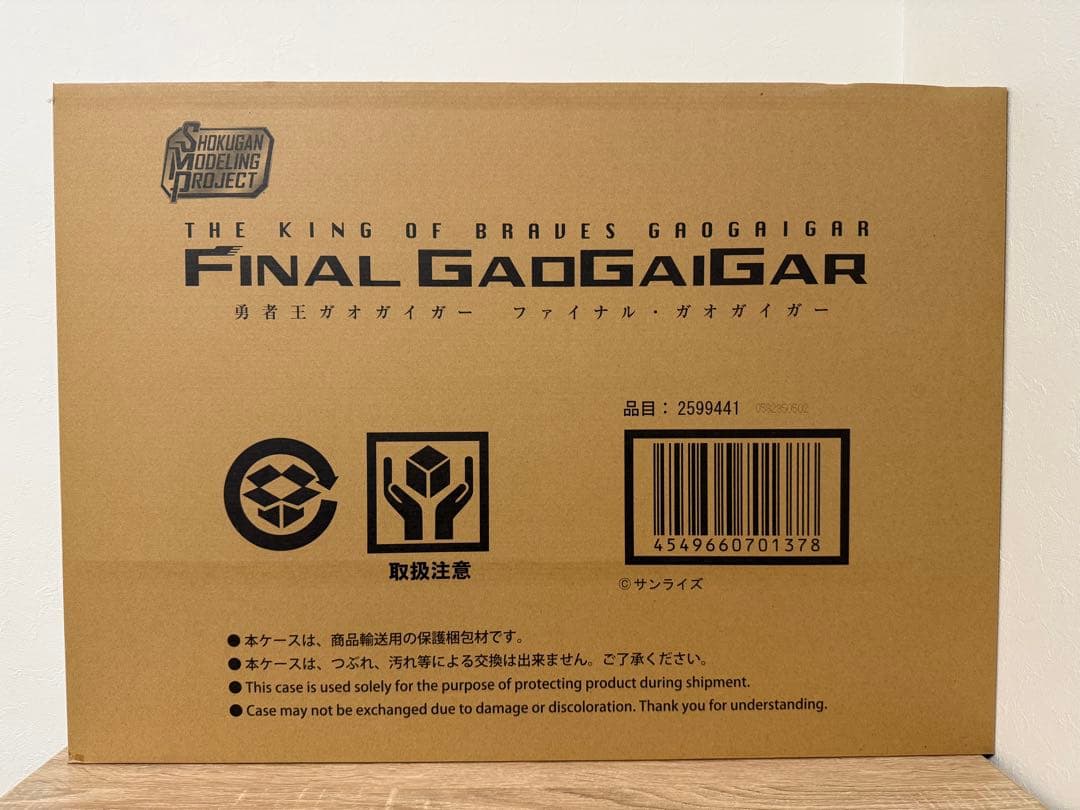 SHOKUGAN
MODELING
PROJECT
THE KING OF BRAVES GAOGAIGAR
FINAL GAOGAIGAR
勇者王ガオガイガー ファイナル・ガオガイガー
品目： 2599441 0592350502
4549660701378
取扱注意
©サンライズ
●本ケースは、商品輸送用の保護梱包材です。
●本ケースは、つぶれ、汚れ等による交換は出来ません。ご了承ください。
●This case is used solely for the purpose of protecting product during shipment.
●Case may not be exchanged due to damage or discoloration. Thank you for understanding.